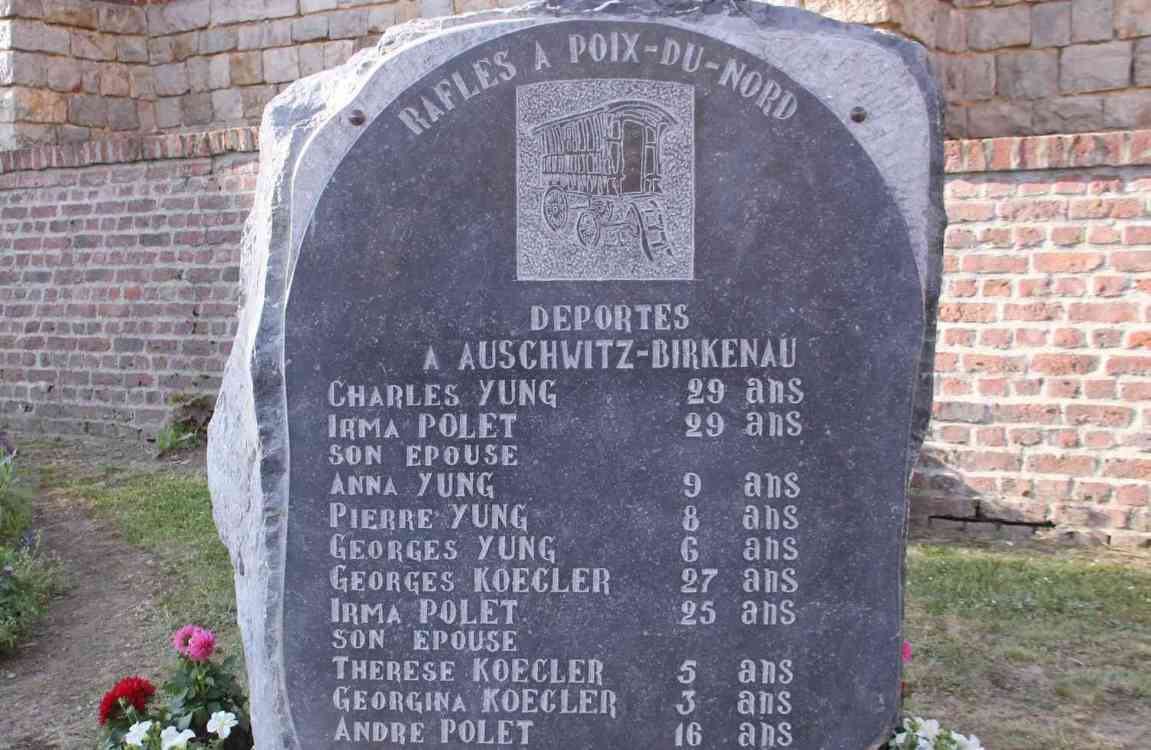 RAFLES A POIX-DU-NORD
DEPORTES
A AUSCHWITZ-BIRKENAU
CHARLES YUNG 29 ans
IRMA POLET 29 ans
SON EPOUSE
ANNA YUNG 9 ans
PIERRE YUNG 8 ans
GEORGES YUNG 6 ans
GEORGES KOECLER 27 ans
IRMA POLET 25 ans
SON EPOUSE
THERESE KOECLER 5 ans
GEORGINA KOECLER 3 ans
ANDRE POLET 16 ans